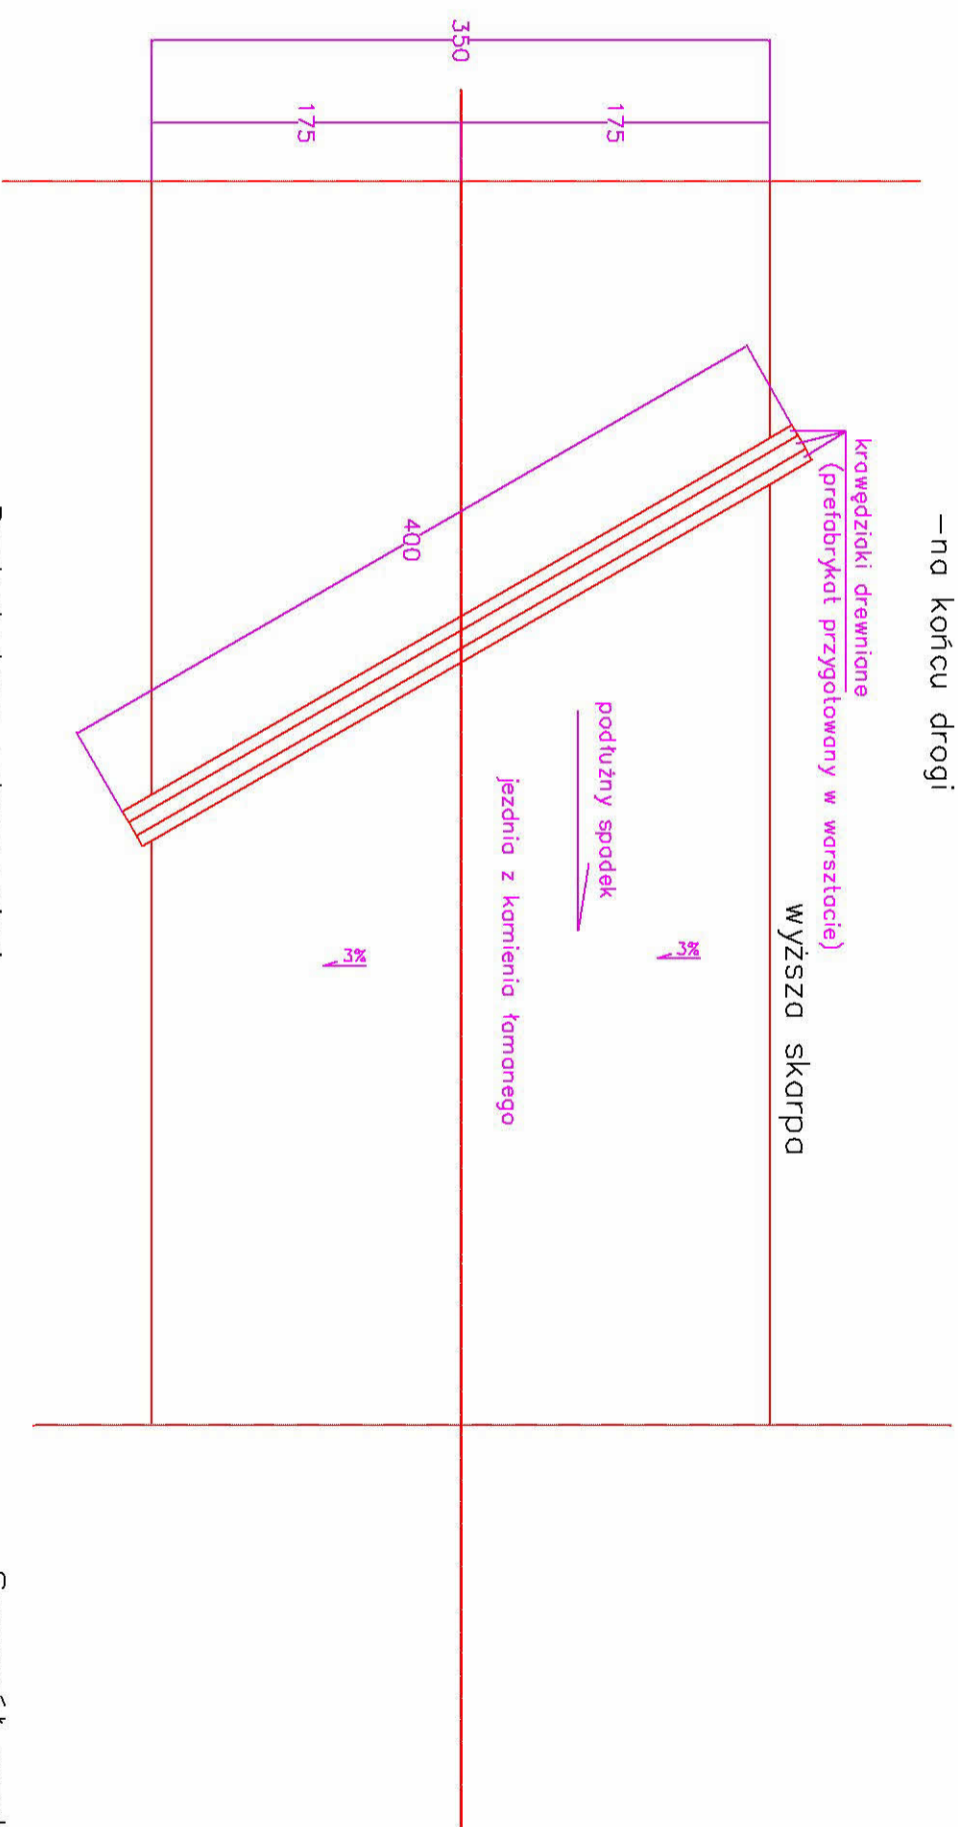 -na końcu drogi
krawędziaki drewniane
(prefabrykat przygotowany w warsztacie)
wyższa skarpa
350
175
175
400
podłużny spadek
3%
jezdnia z kamienia łamanego
3%